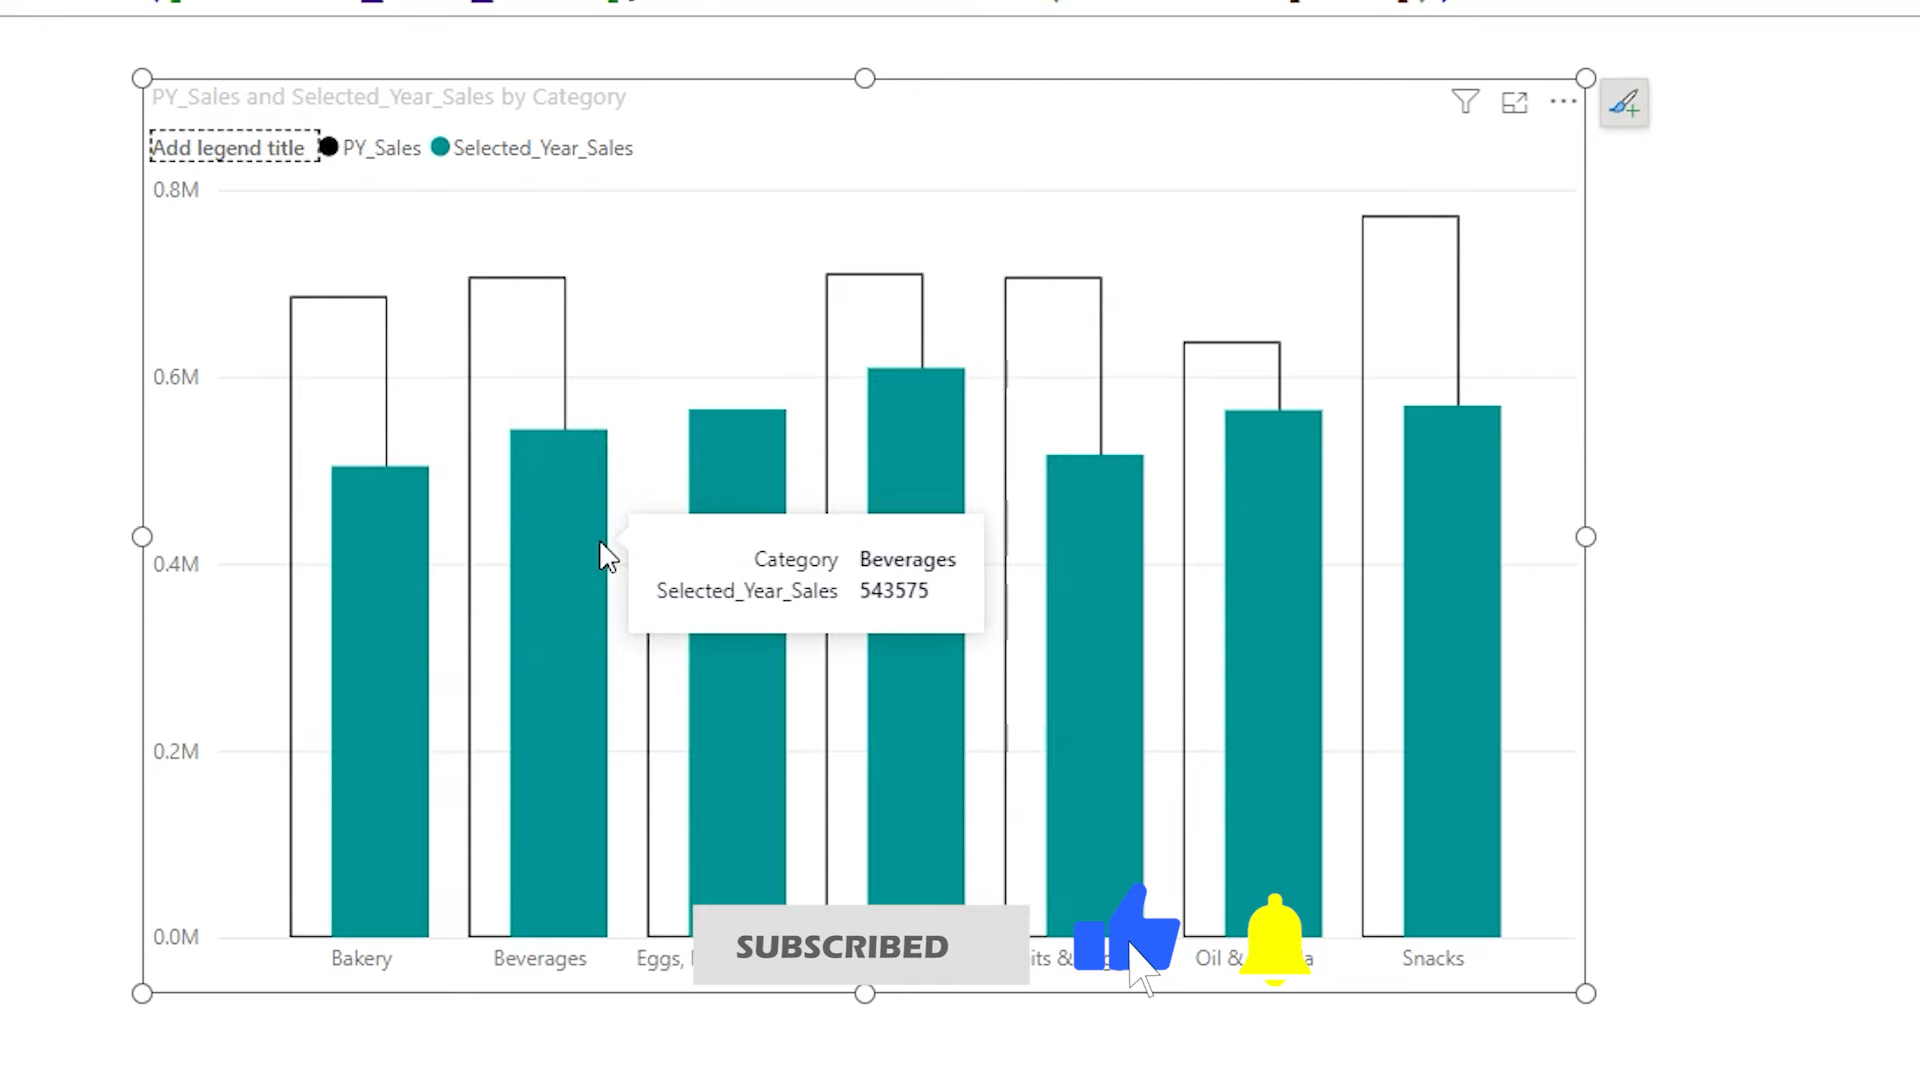 PY_Sales and Selected_Year_Sales by Category
Add legend title PY_Sales Selected_Year_Sales
0.8M
0.6M
0.4M
0.2M
0.0M
Category Beverages
Selected_Year_Sales 543575
Bakery Beverages Eggs, Oil & Snacks
SUBSCRIBED